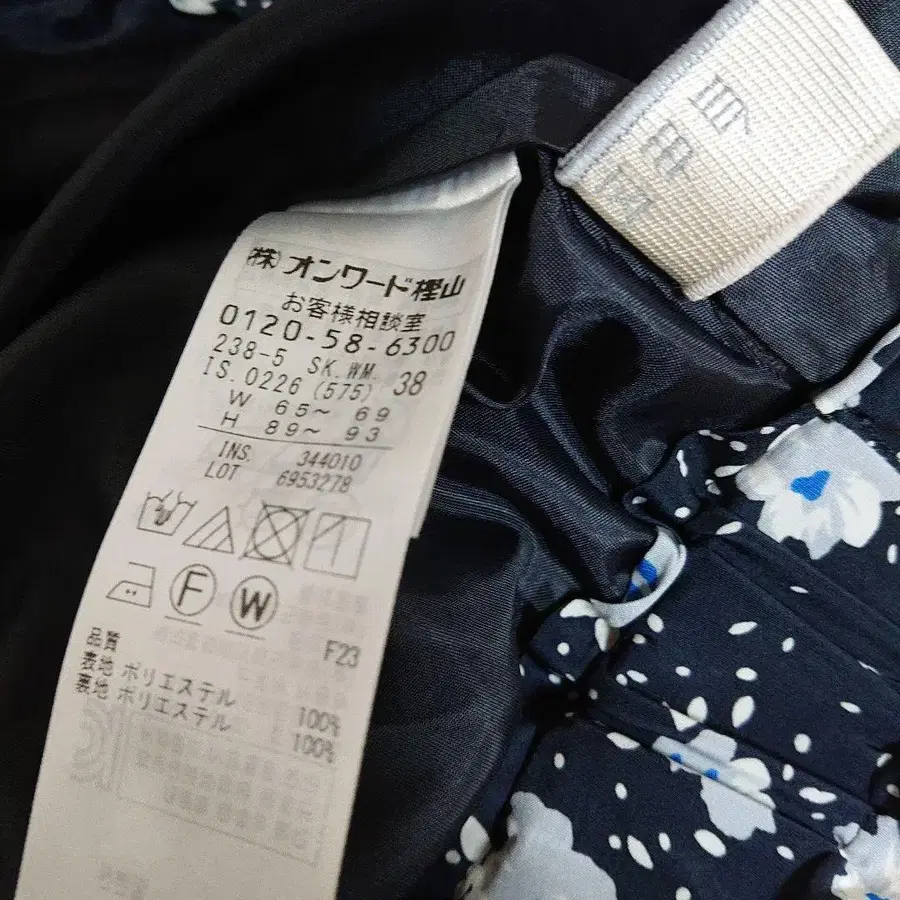 (株)オンワード樫山
お客様相談室
0120-58-6300
238-5 SK.WM. 38
IS.0226 (575)
W 65～ 69
H 89～ 93
INS. 344010
LOT 6953278
F W
F23
品質
表地 ポリエステル 100%
裏地 ポリエステル 100%